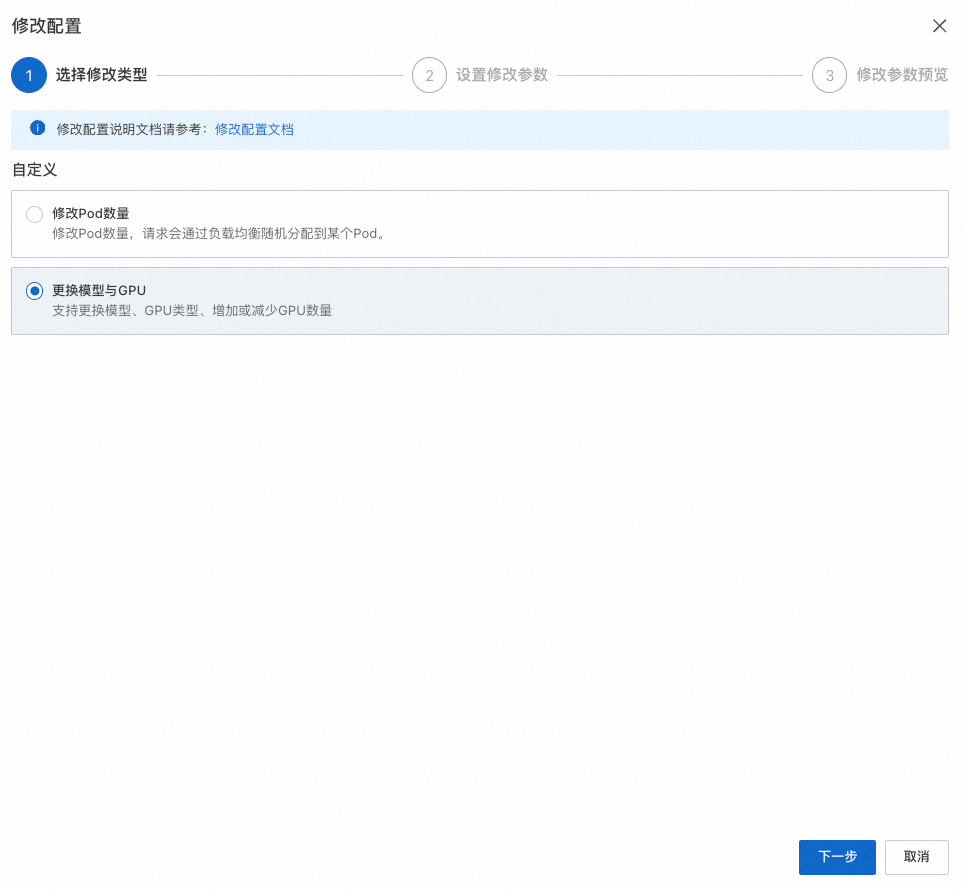 修改配置
1 选择修改类型 2 设置修改参数 3 修改参数预览
修改配置说明文档请参考：修改配置文档
自定义
修改Pod数量
修改Pod数量，请求会通过负载均衡随机分配到某个Pod。
更换模型与GPU
支持更换模型、GPU类型、增加或减少GPU数量
下一步 取消